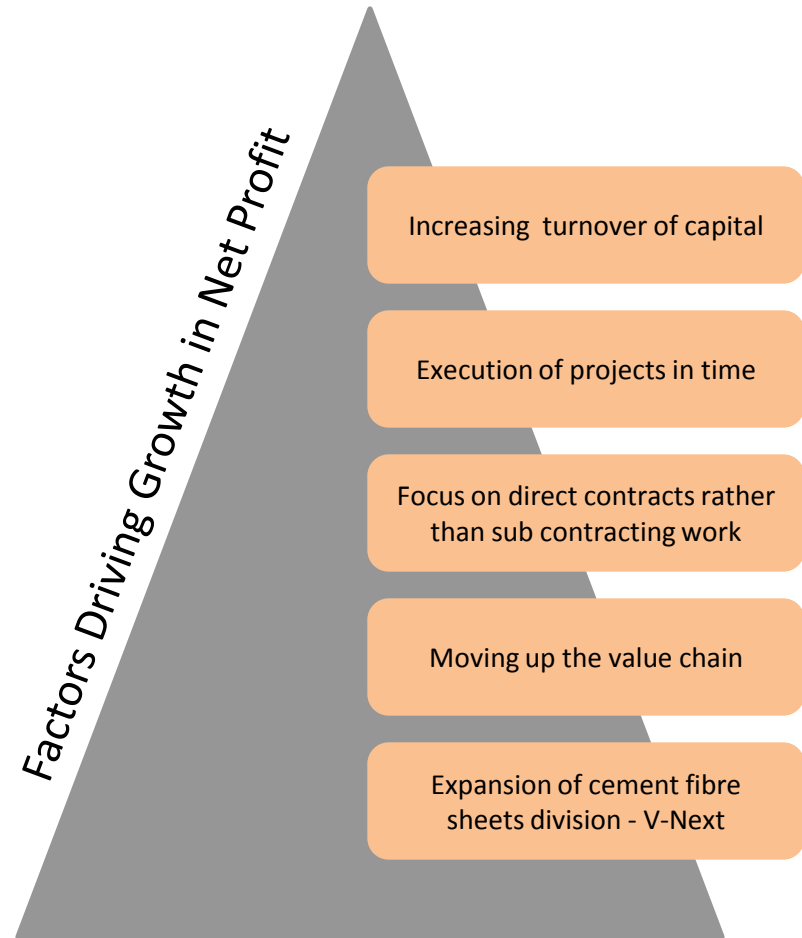 Factors Driving Growth in Net Profit
Increasing turnover of capital
Execution of projects in time
Focus on direct contracts rather
than sub contracting work
Moving up the value chain
Expansion of cement fibre
sheets division - V-Next